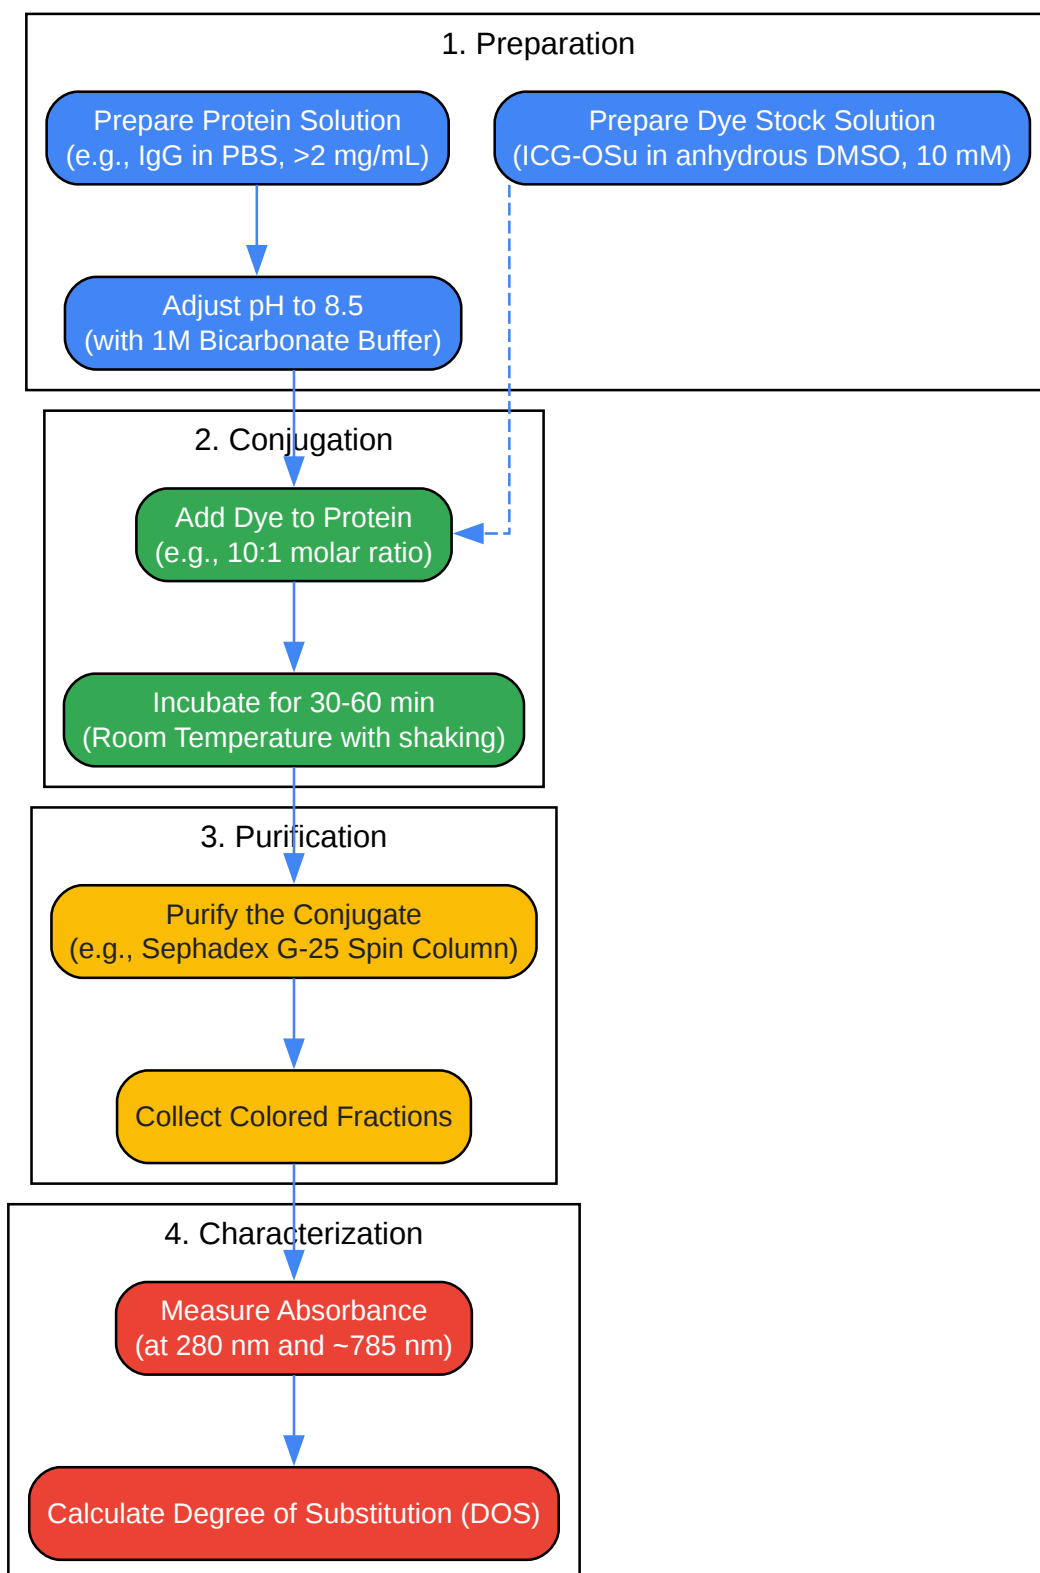 1. Preparation
Prepare Protein Solution
(e.g., IgG in PBS, >2 mg/mL)
Prepare Dye Stock Solution
(ICG-OSu in anhydrous DMSO, 10 mM)
Adjust pH to 8.5
(with 1M Bicarbonate Buffer)
2. Conjugation
Add Dye to Protein
(e.g., 10:1 molar ratio)
Incubate for 30-60 min
(Room Temperature with shaking)
3. Purification
Purify the Conjugate
(e.g., Sephadex G-25 Spin Column)
Collect Colored Fractions
4. Characterization
Measure Absorbance
(at 280 nm and ~785 nm)
Calculate Degree of Substitution (DOS)